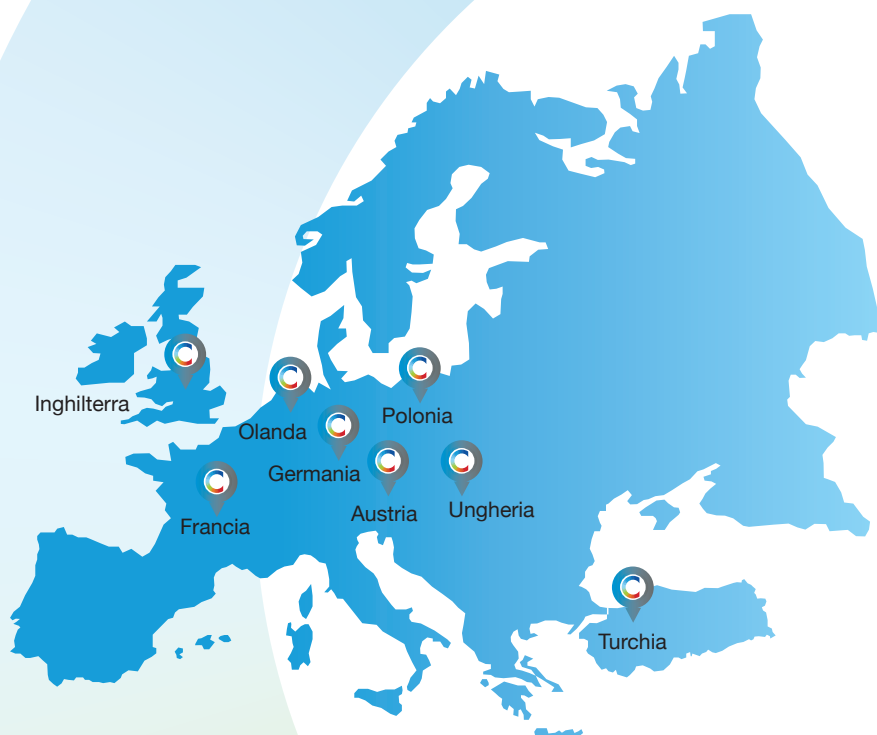 Inghilterra
Olanda
Polonia
Germania
Austria
Ungheria
Francia
Turchia